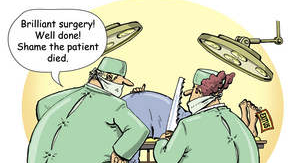 Brilliant surgery!
Well done!
Shame the patient
died.